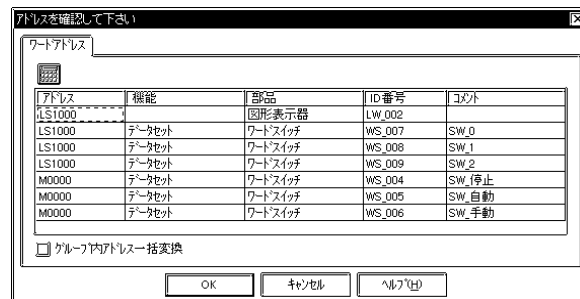 アドレスを確認して下さい
ワードアドレス
アドレス 機能 部品 ID番号 コメント
LS1000 図形表示器 LW_002
LS1000 データセット ワードスイッチ WS_007 SW_0
LS1000 データセット ワードスイッチ WS_008 SW_1
LS1000 データセット ワードスイッチ WS_009 SW_2
M0000 データセット ワードスイッチ WS_004 SW_停止
M0000 データセット ワードスイッチ WS_005 SW_自動
M0000 データセット ワードスイッチ WS_006 SW_手動
グループ内アドレス一括変換
OK キャンセル ヘルプ(H)